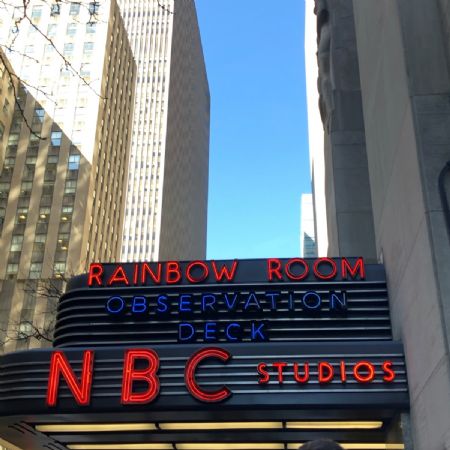 RAINBOW ROOM
OBSERVATION
DECK
NBC STUDIOS